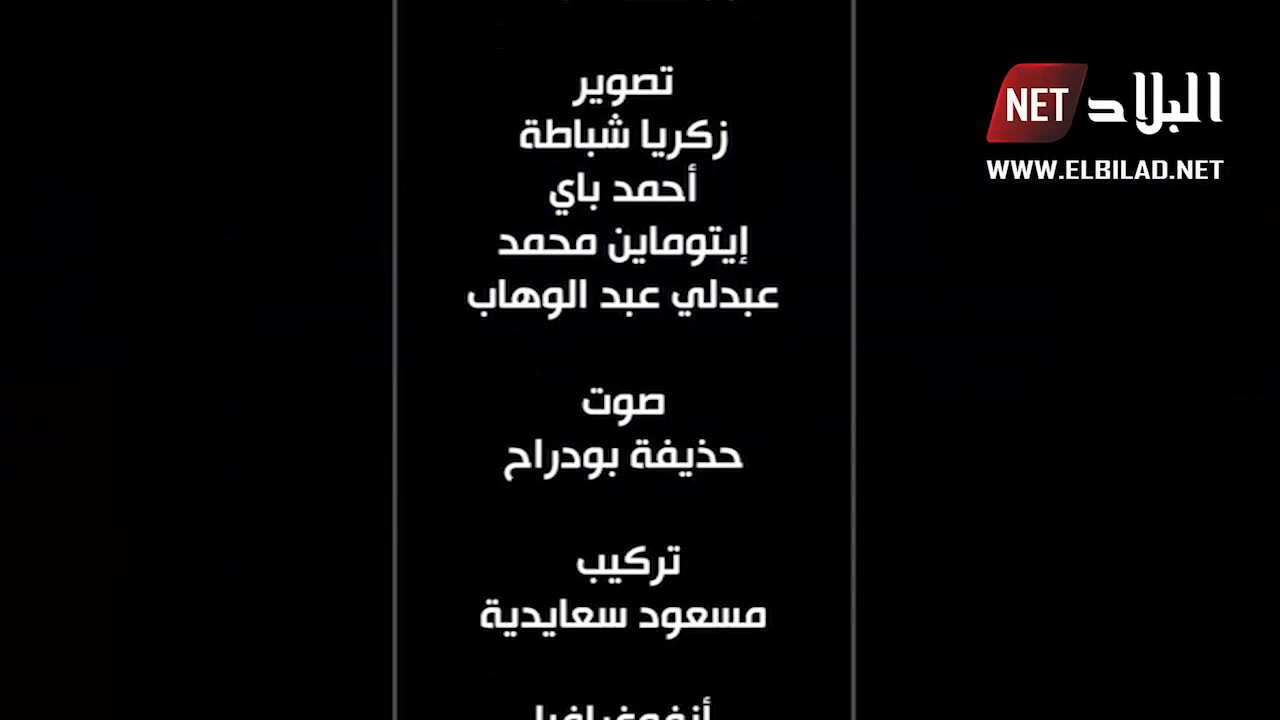 تصوير
زكريا شباطة
أحمد باي
إيتوماين محمد
عبدلي عبد الوهاب
صوت
حذيفة بودراح
تركيب
مسعود سعايدية
البلاد NET
WWW.ELBILAD.NET